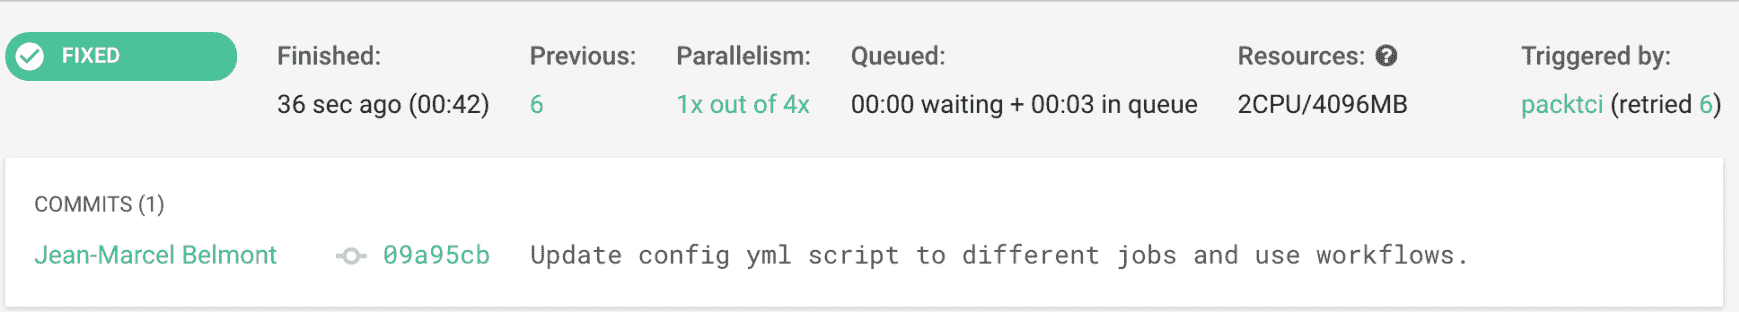 FIXED
Finished: Previous: Parallelism: Queued: Resources: ? Triggered by:
36 sec ago (00:42) 6 1x out of 4x 00:00 waiting + 00:03 in queue 2CPU/4096MB packtci (retried 6)
COMMITS (1)
Jean-Marcel Belmont 09a95cb Update config yml script to different jobs and use workflows.